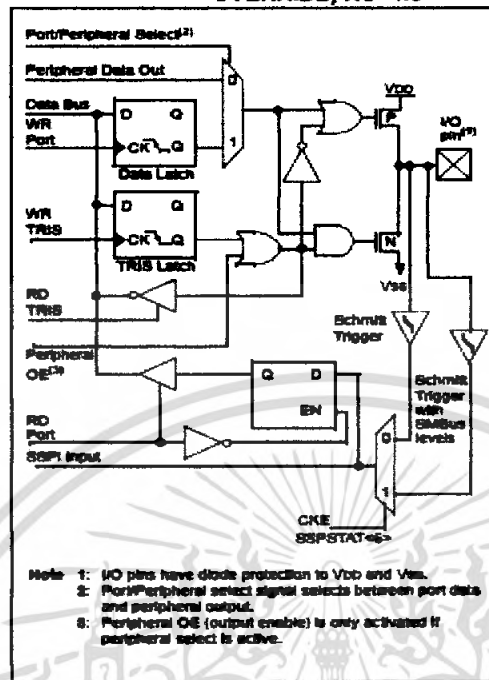 Port/Peripheral Select(2)
Peripheral Data Out
Data Bus
WR
Port
D Q
CK Q
Data Latch
0
1
VDD
P
I/O
pin(1)
WR
TRIS
D Q
CK Q
TRIS Latch
N
Vss
RD
TRIS
Schmitt
Trigger
Peripheral
OE(3)
Q D
EN
Schmitt
Trigger
with
SMBus
levels
RD
Port
SSPI Input
0
1
CKE
SSPSTAT<6>
Note 1: I/O pins have diode protection to VDD and Vss.
2: Port/Peripheral select signal selects between port data
and peripheral output.
3: Peripheral OE (output enable) is only activated if
peripheral select is active.